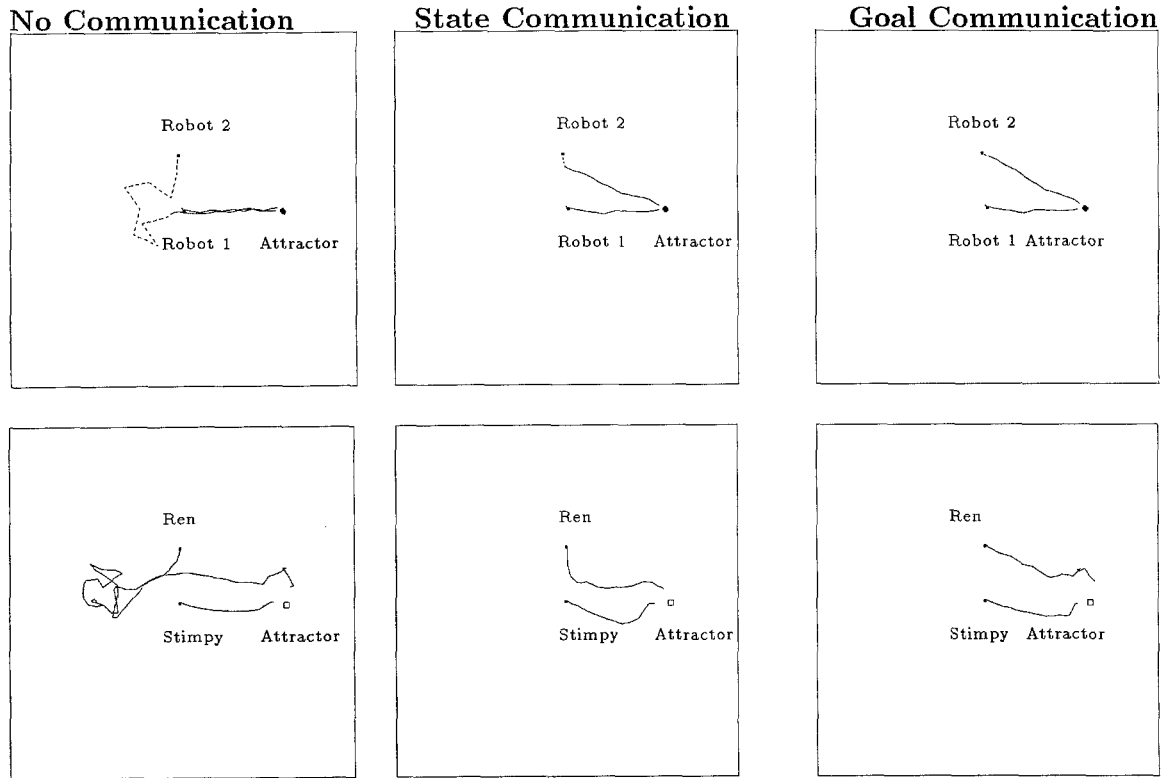 No Communication
State Communication
Goal Communication
Robot 2
Robot 2
Robot 2
Robot 1 Attractor
Robot 1 Attractor
Robot 1 Attractor
Ren
Ren
Ren
Stimpy Attractor
Stimpy Attractor
Stimpy Attractor